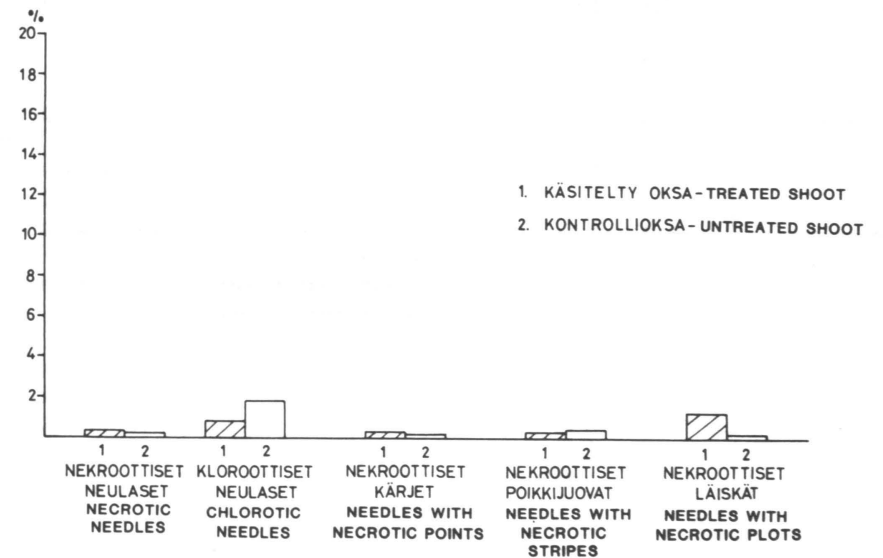 %
20
18
16
14
12
10
8
6
4
2
1. KÄSITELTY OKSA-TREATED SHOOT
2. KONTROLLIOKSA-UNTREATED SHOOT
1 2
NEKROOTTISET
NEULASET
NECROTIC
NEEDLES
1 2
KLOROOTTISET
NEULASET
CHLOROTIC
NEEDLES
1 2
NEKROOTTISET
KÄRJET
NEEDLES WITH
NECROTIC POINTS
1 2
NEKROOTTISET
POIKKIJUOVAT
NEEDLES WITH
NECROTIC
STRIPES
1 2
NEKROOTTISET
LÄISKÄT
NEEDLES WITH
NECROTIC PLOTS